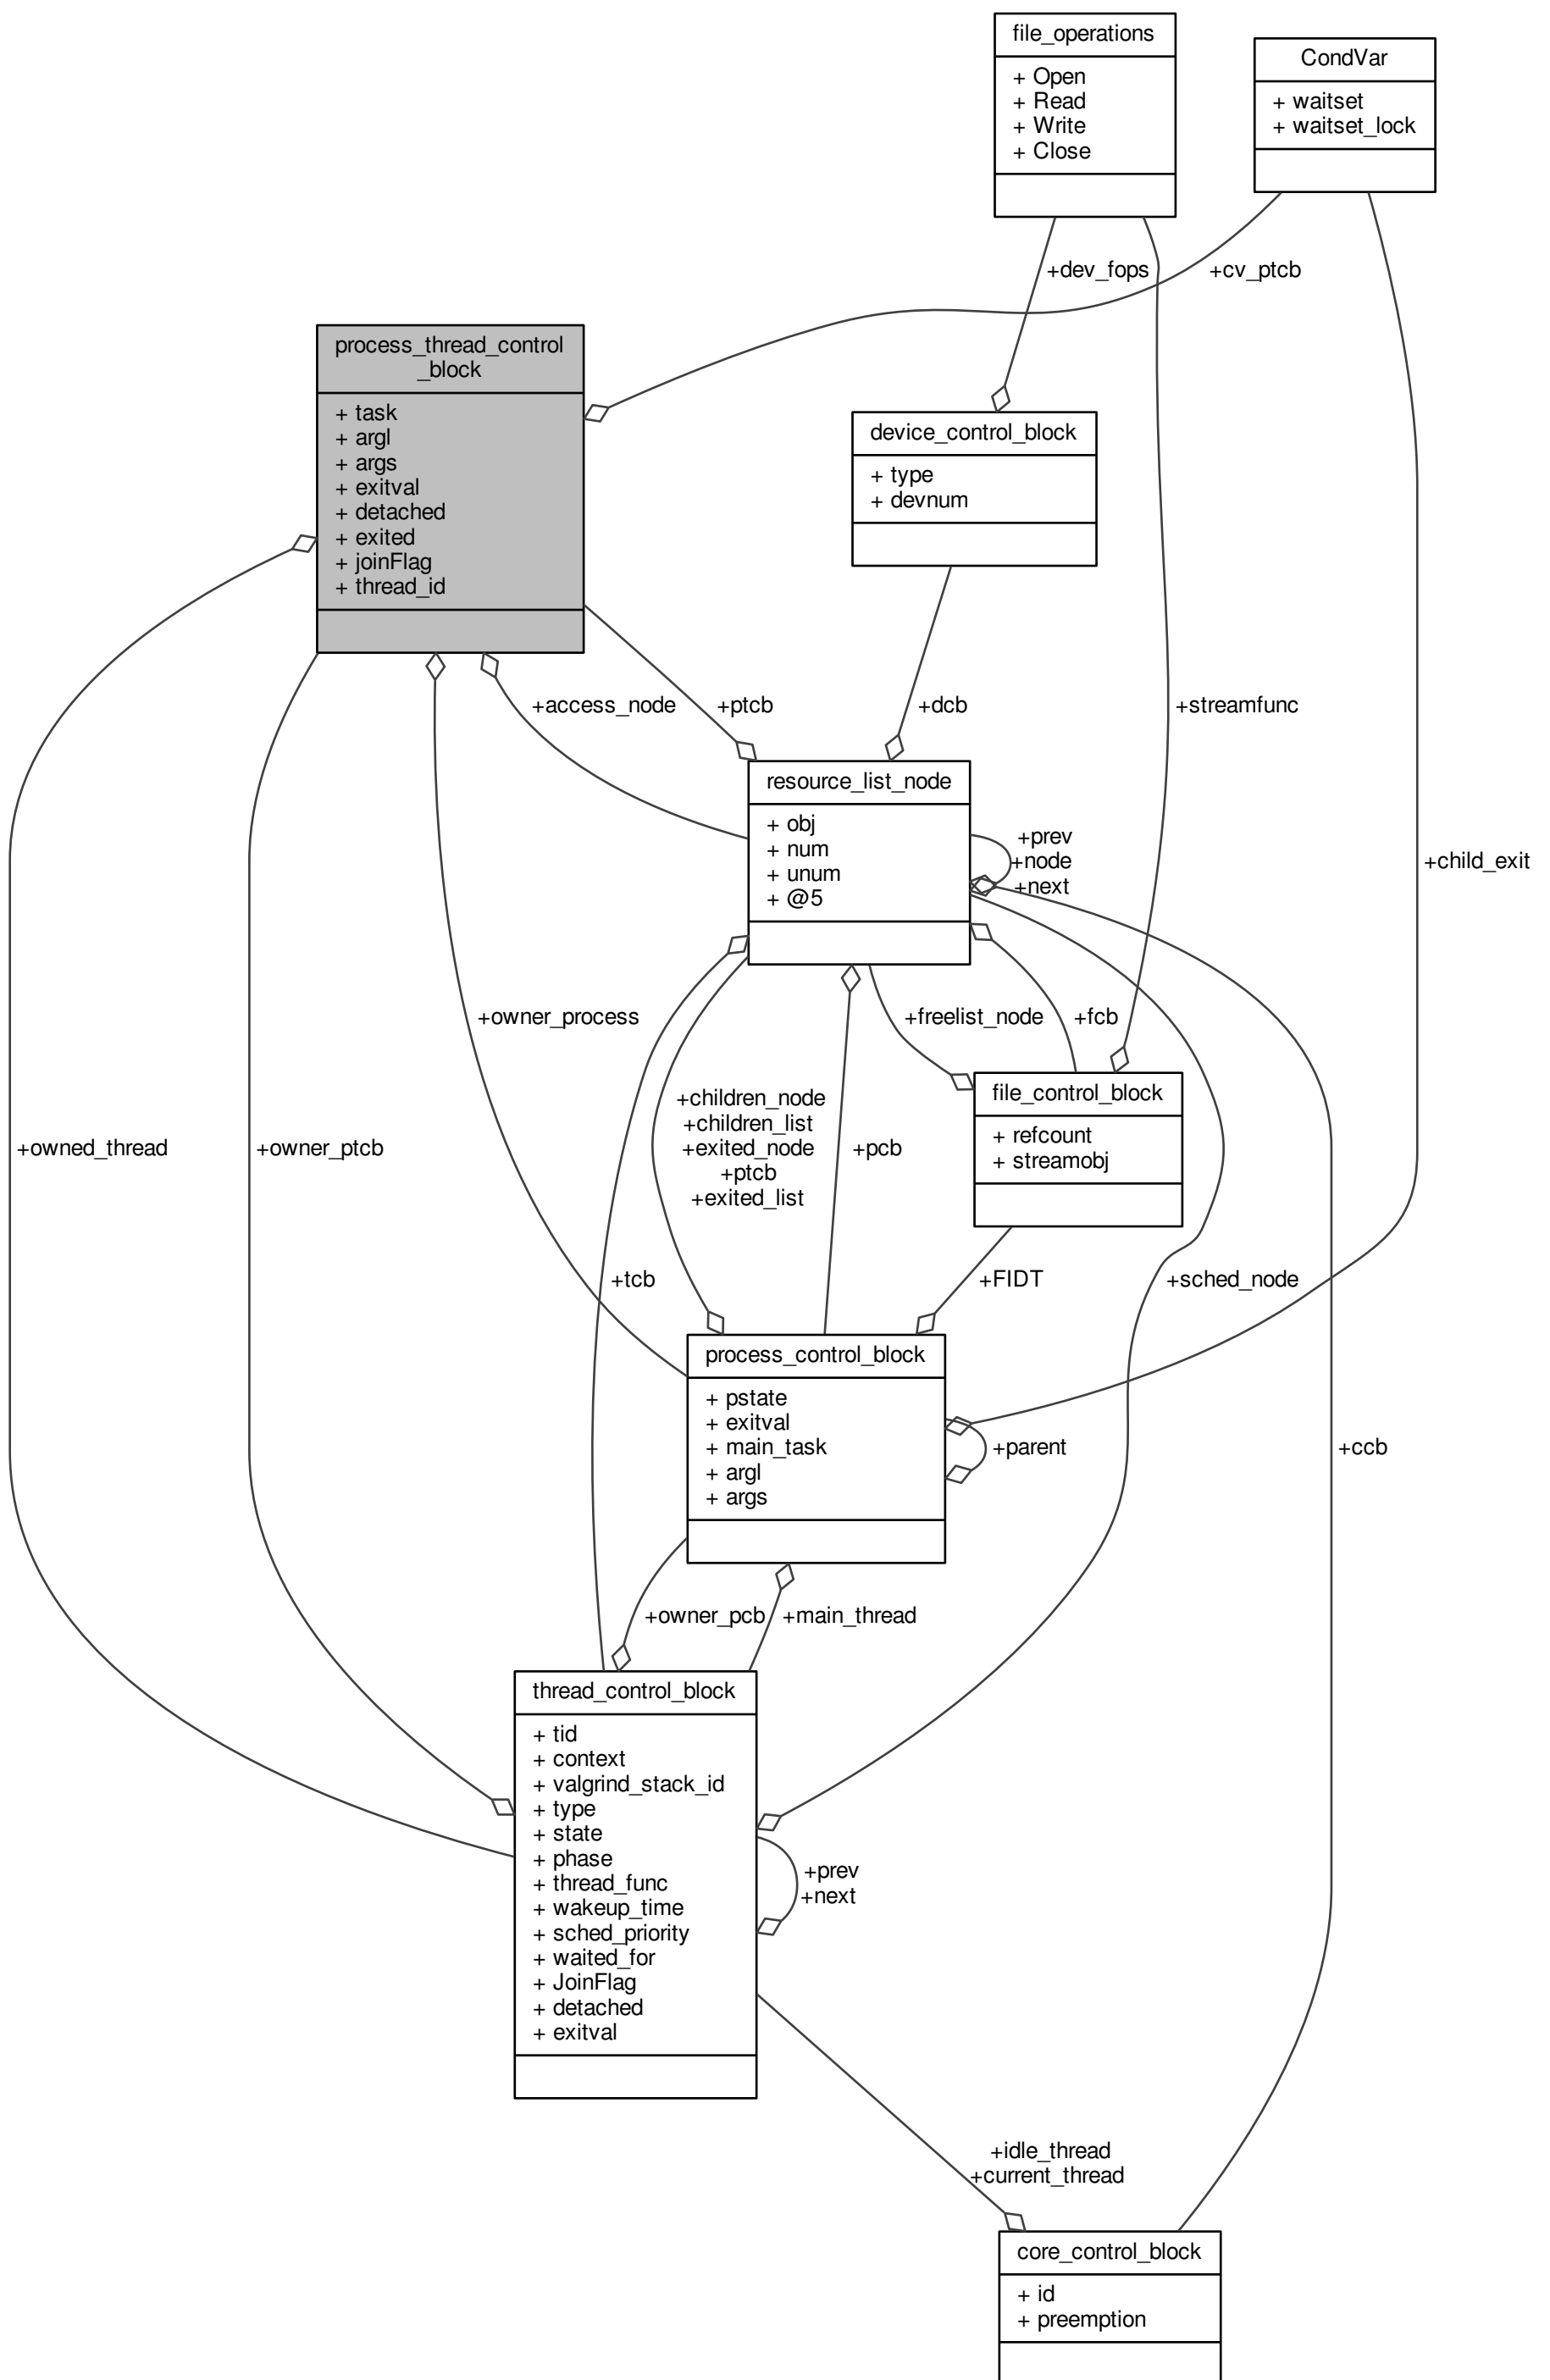 file_operations
+ Open
+ Read
+ Write
+ Close
CondVar
+ waitset
+ waitset_lock
+dev_fops
+cv_ptcb
process_thread_control
_block
+ task
+ argl
+ args
+ exitval
+ detached
+ exited
+ joinFlag
+ thread_id
device_control_block
+ type
+ devnum
+access_node
+ptcb
+dcb
+streamfunc
resource_list_node
+ obj
+ num
+ unum
+ @5
+prev
+node
+next
+child_exit
+owner_process
+freelist_node
+fcb
+owned_thread
+owner_ptcb
+children_node
+children_list
+exited_node
+ptcb
+exited_list
+pcb
file_control_block
+ refcount
+ streamobj
+tcb
+FIDT
+sched_node
process_control_block
+ pstate
+ exitval
+ main_task
+ argl
+ args
+parent
+ccb
+owner_pcb
+main_thread
thread_control_block
+ tid
+ context
+ valgrind_stack_id
+ type
+ state
+ phase
+ thread_func
+ wakeup_time
+ sched_priority
+ waited_for
+ JoinFlag
+ detached
+ exitval
+prev
+next
+idle_thread
+current_thread
core_control_block
+ id
+ preemption